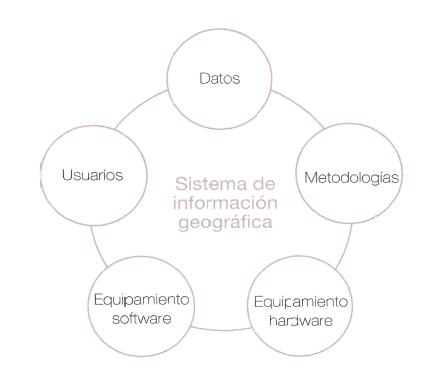 Datos
Usuarios
Metodologías
Sistema de
información
geográfica
Equipamiento
software
Equipamiento
hardware